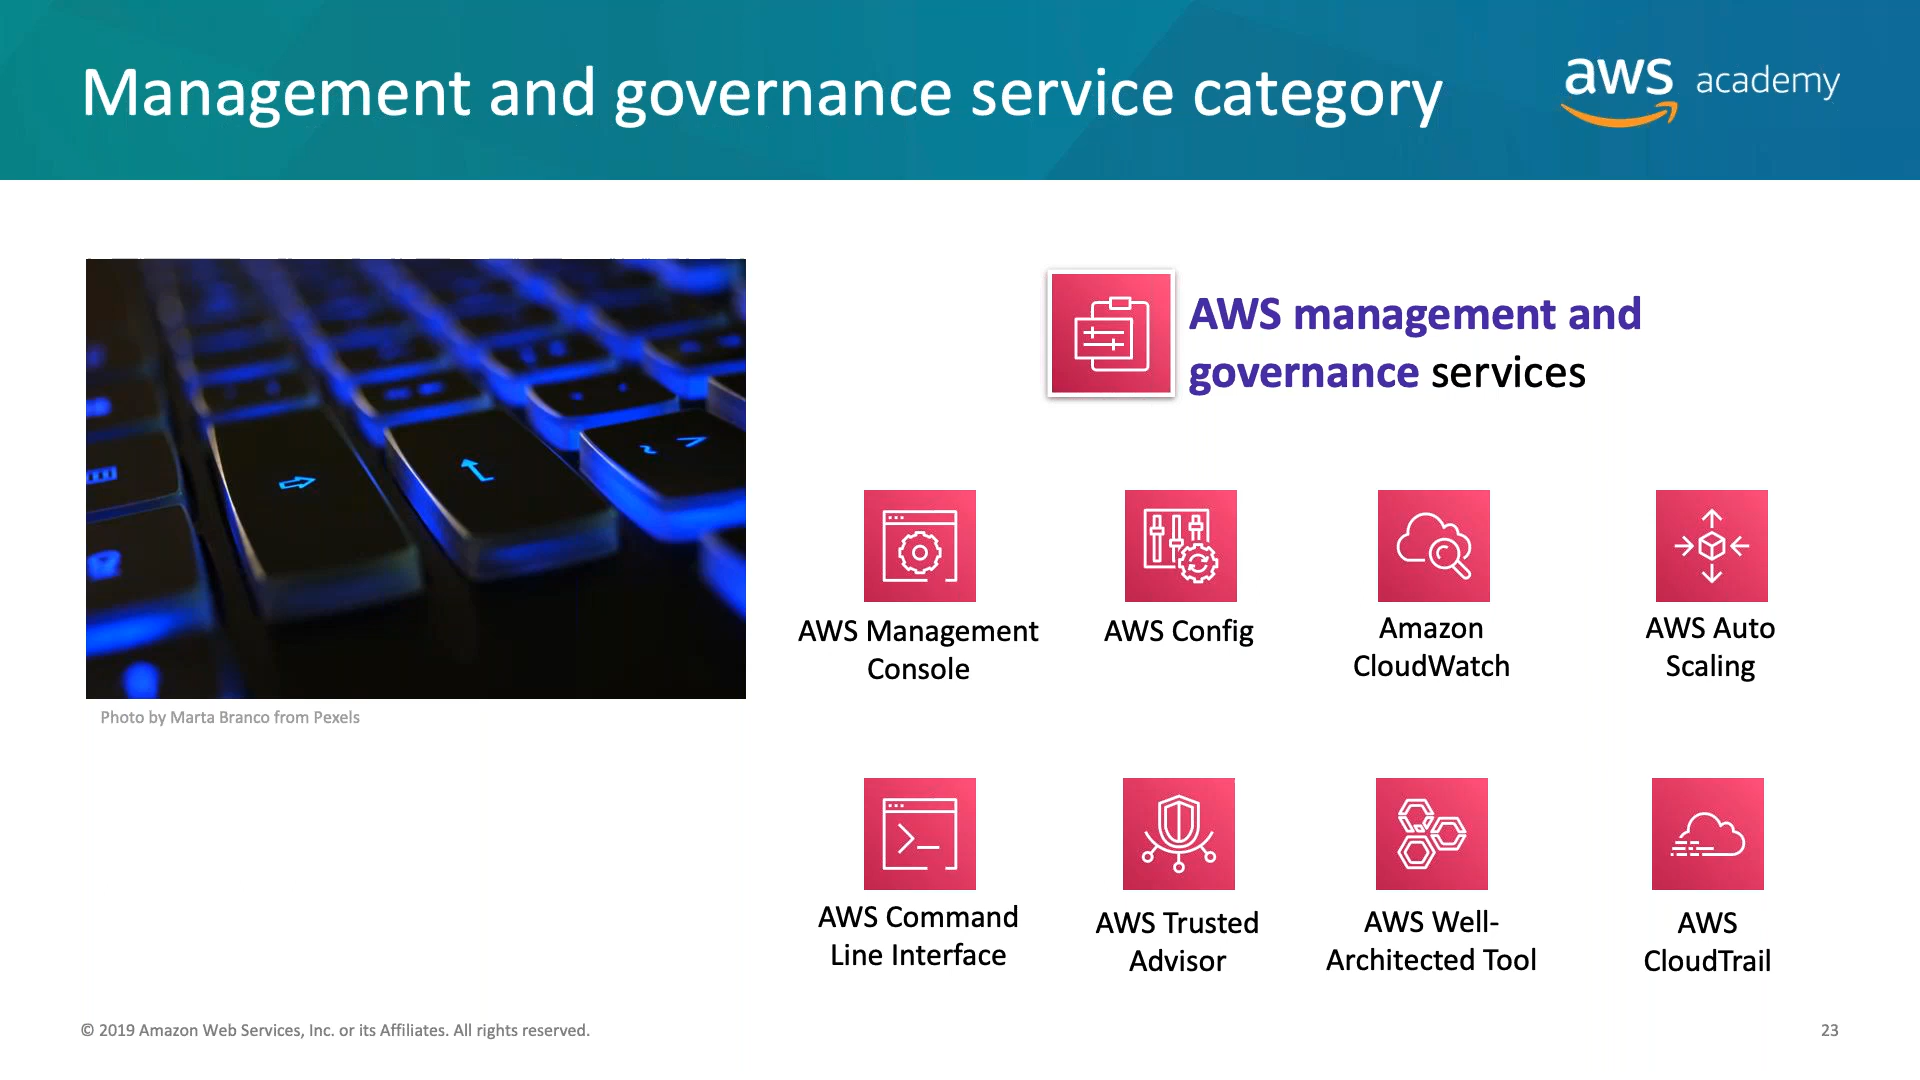 Management and governance service category
aws academy
AWS management and
governance services
AWS Management
Console
AWS Config
Amazon
CloudWatch
AWS Auto
Scaling
Photo by Marta Branco from Pexels
AWS Command
Line Interface
AWS Trusted
Advisor
AWS Well-
Architected Tool
AWS
CloudTrail
© 2019 Amazon Web Services, Inc. or its Affiliates. All rights reserved.
23